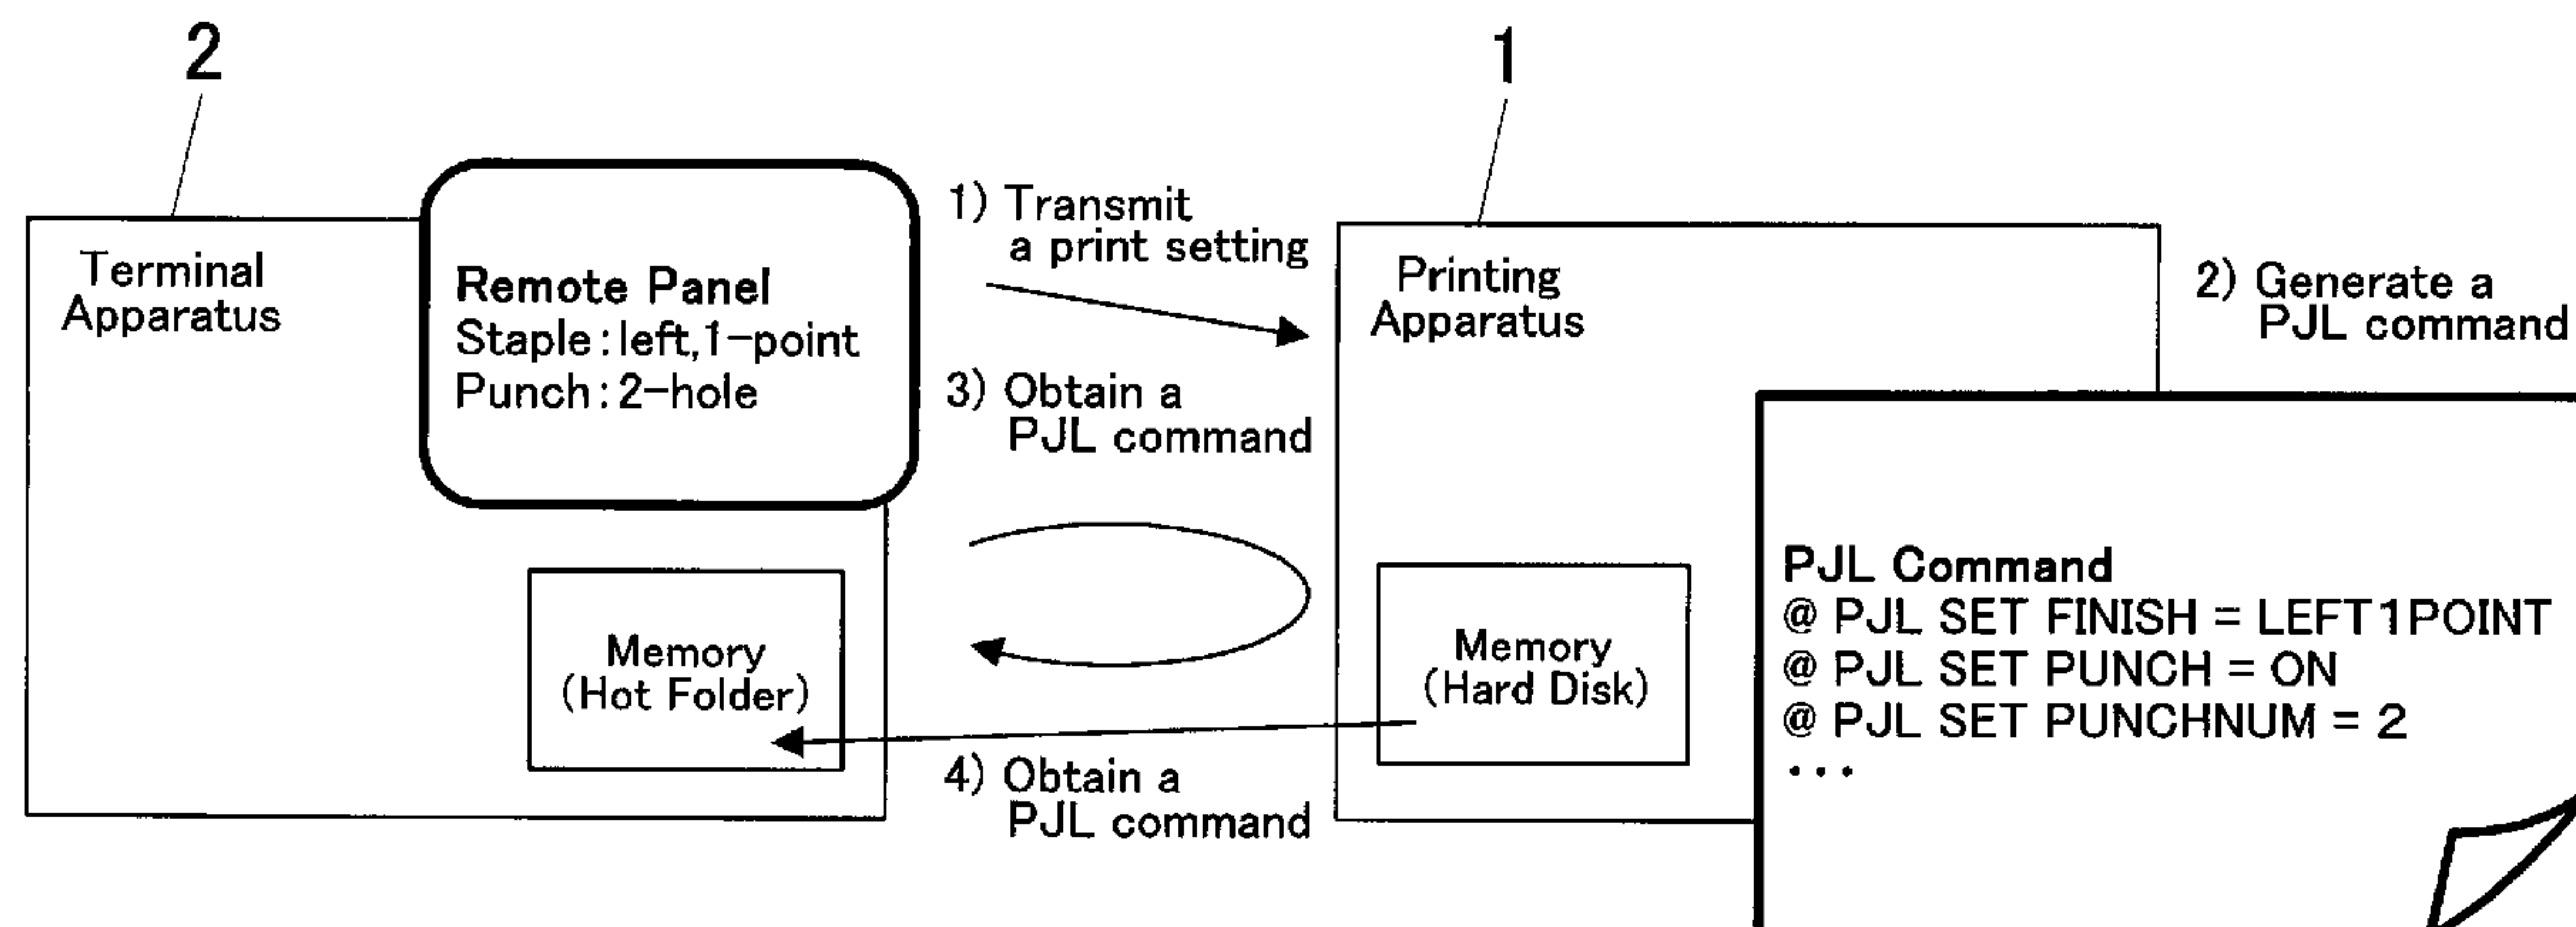 2
1
Terminal
Apparatus
Remote Panel
Staple:left,1-point
Punch:2-hole
Memory
(Hot Folder)
1) Transmit
a print setting
3) Obtain a
PJL command
4) Obtain a
PJL command
Printing
Apparatus
Memory
(Hard Disk)
2) Generate a
PJL command
PJL Command
@ PJL SET FINISH = LEFT1POINT
@ PJL SET PUNCH = ON
@ PJL SET PUNCHNUM = 2
...